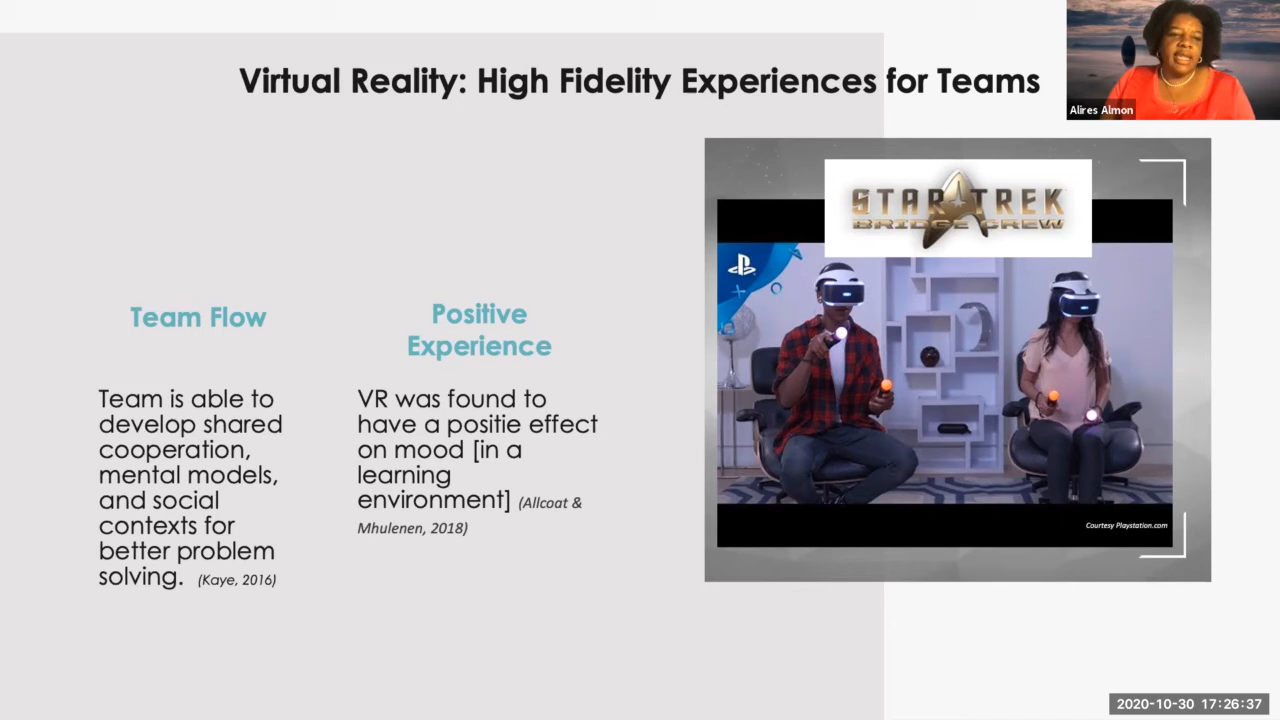 Virtual Reality: High Fidelity Experiences for Teams
Alires Almon
STAR TREK
BRIDGE CREW
Team Flow
Team is able to
develop shared
cooperation,
mental models,
and social
contexts for
better problem
solving. (Kaye, 2016)
Positive
Experience
VR was found to
have a positie effect
on mood [in a
learning
environment] (Allcoat &
Mhulenen, 2018)
Courtesy Playstation.com
2020-10-30 17:26:37